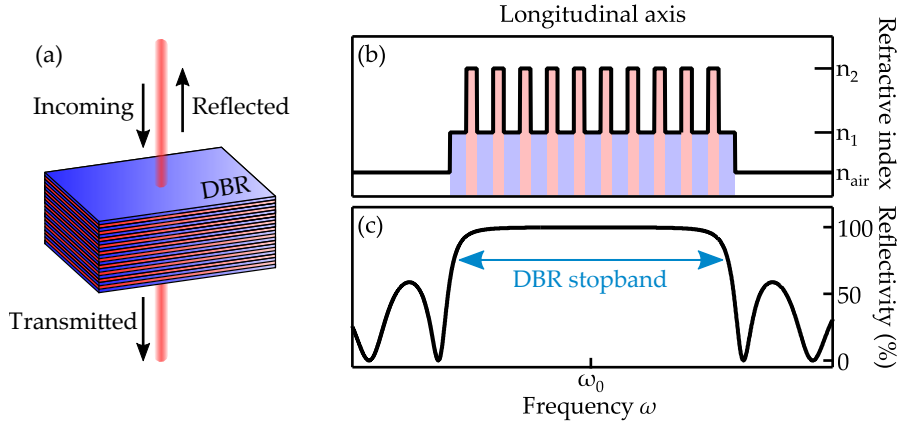 (a)
Incoming
Reflected
DBR
Transmitted
Longitudinal axis
(b)
n₂
n₁
nₐᵢᵣ
Refractive index
(c)
DBR stopband
100
50
0
Reflectivity (%)
ω₀
Frequency ω